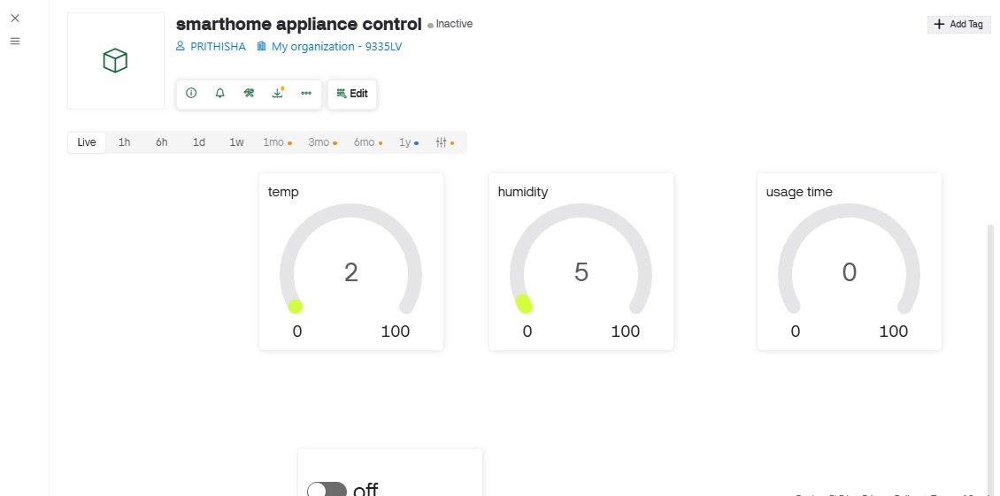 smarthome appliance control Inactive
Add Tag
PRITHISHA My organization - 9335LV
Edit
Live 1h 6h 1d 1w 1mo 3mo 6mo 1y
temp humidity usage time
2 5 0
0 100 0 100 0 100
off